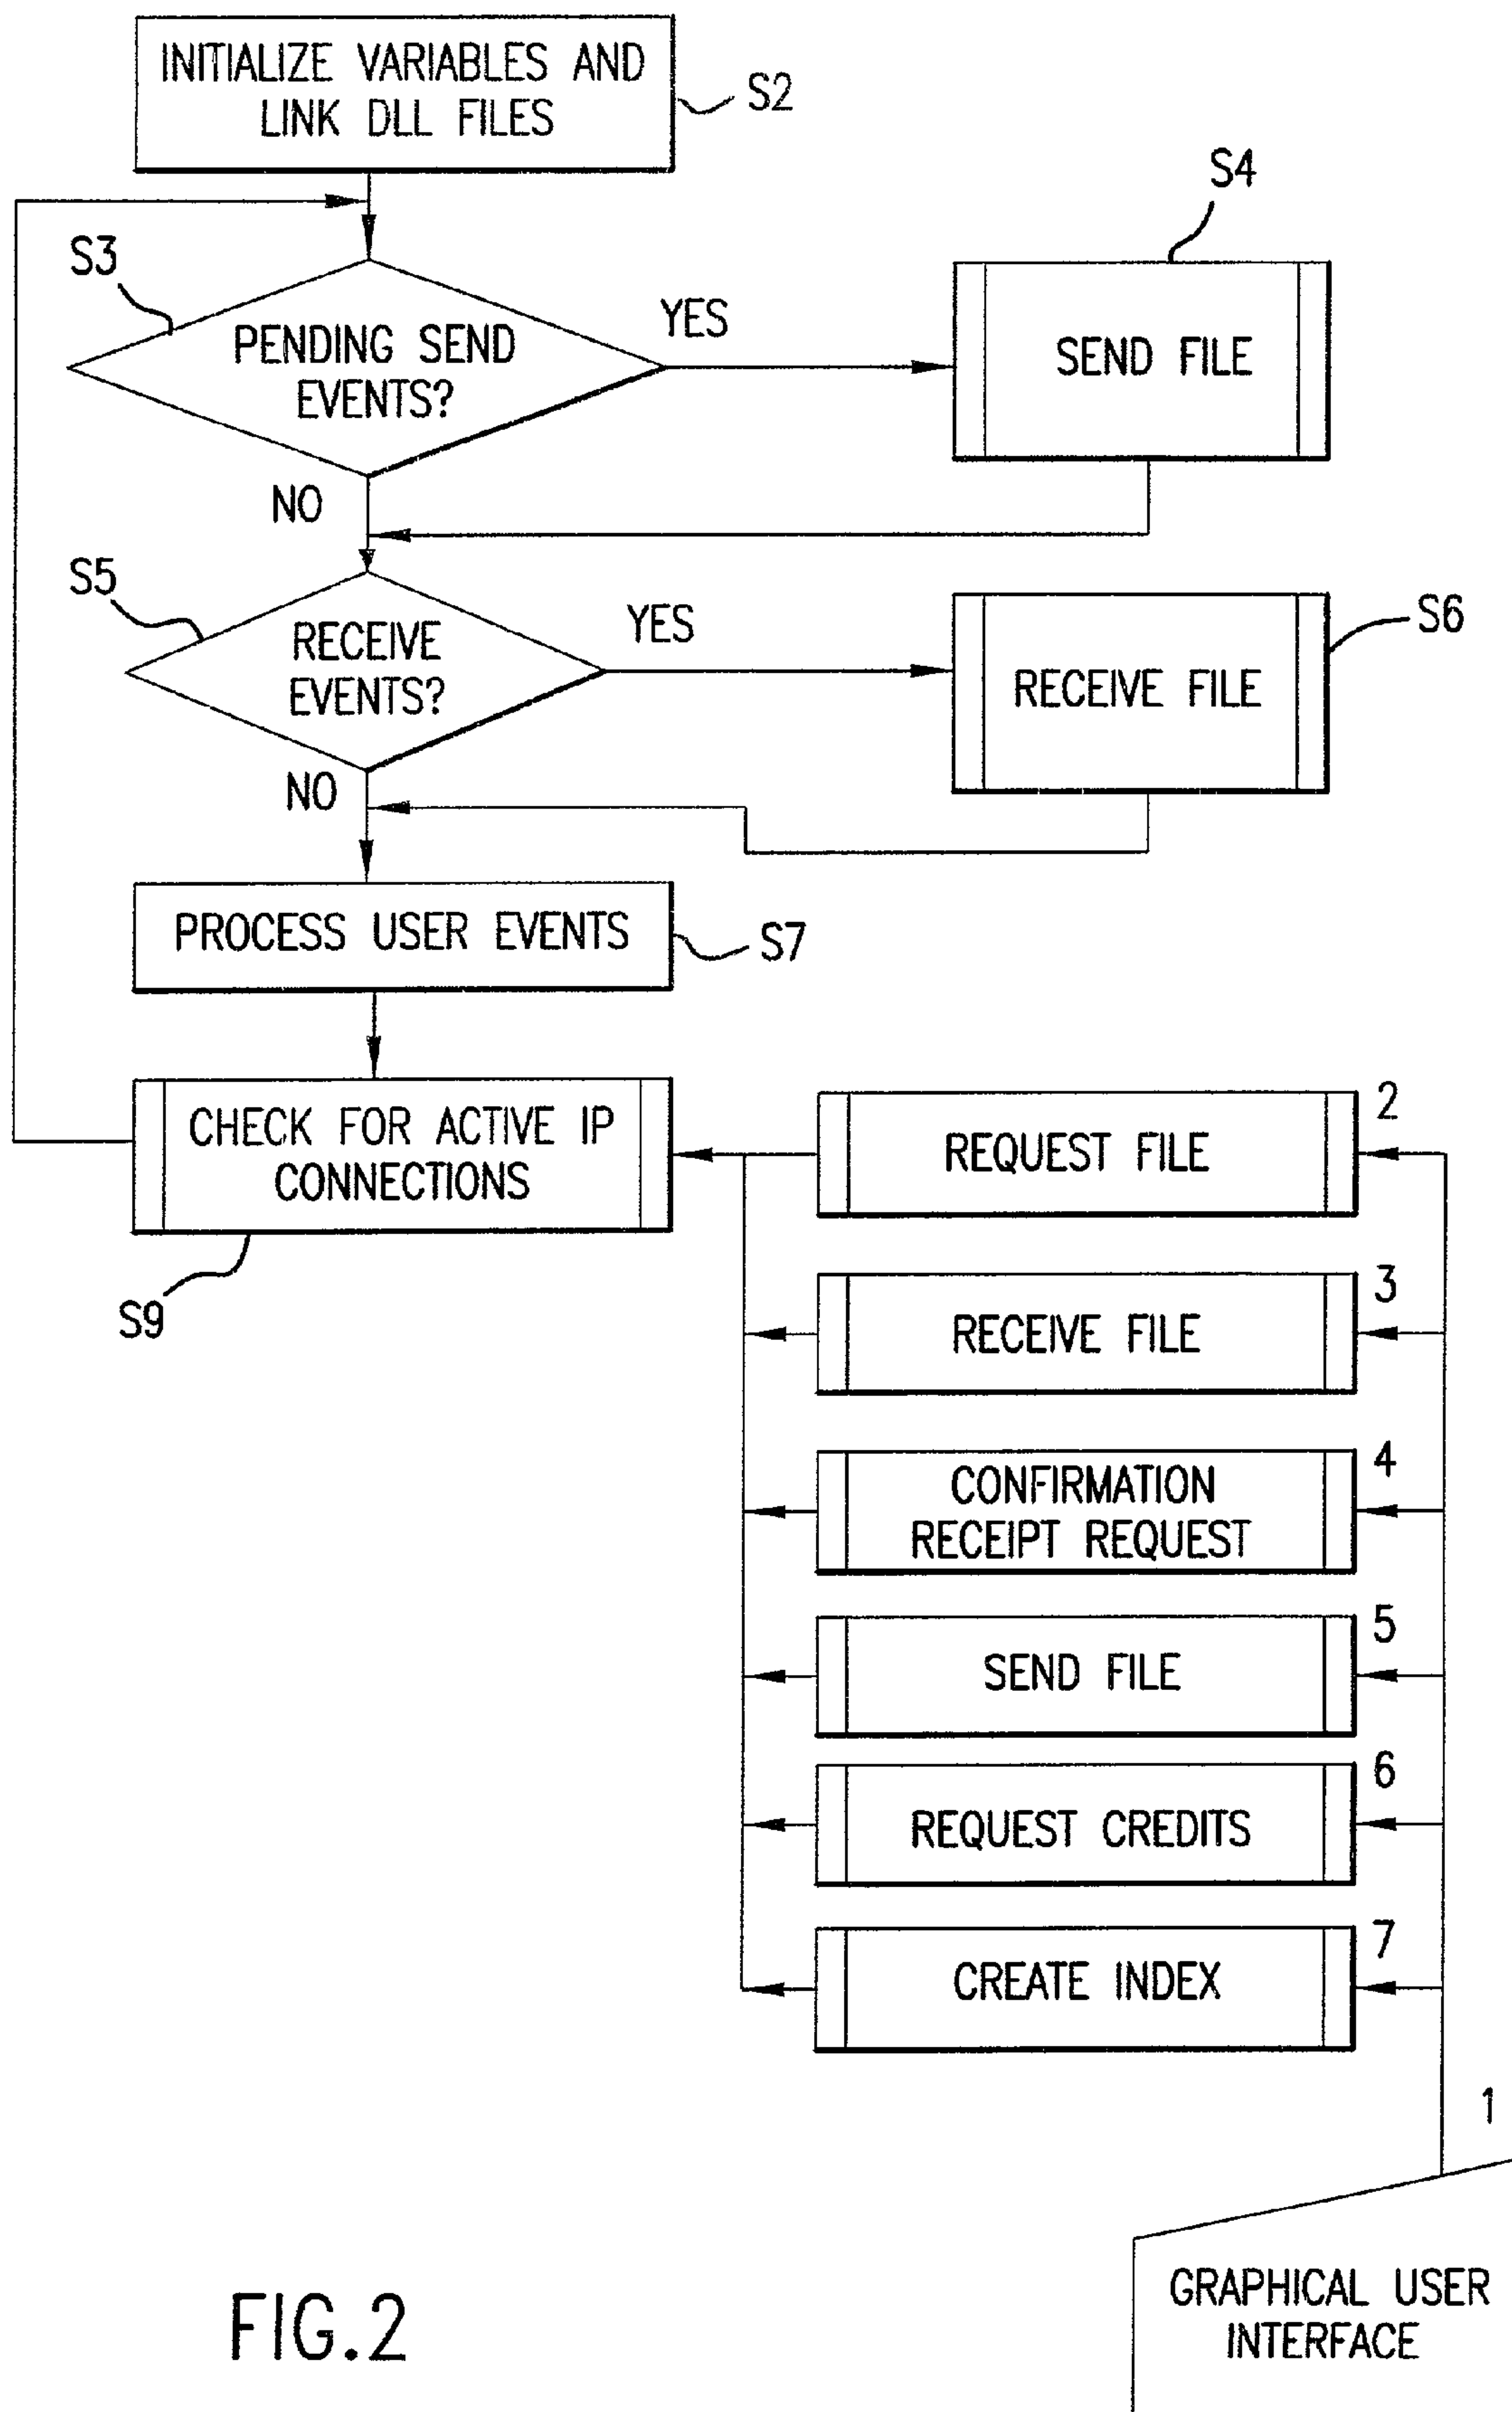 INITIALIZE VARIABLES AND
LINK DLL FILES
S2
S4
S3
PENDING SEND
EVENTS?
YES
SEND FILE
NO
S5
RECEIVE
EVENTS?
YES
S6
RECEIVE FILE
NO
PROCESS USER EVENTS
S7
CHECK FOR ACTIVE IP
CONNECTIONS
S9
2
REQUEST FILE
3
RECEIVE FILE
4
CONFIRMATION
RECEIPT REQUEST
5
SEND FILE
6
REQUEST CREDITS
7
CREATE INDEX
1
GRAPHICAL USER
INTERFACE
FIG.2